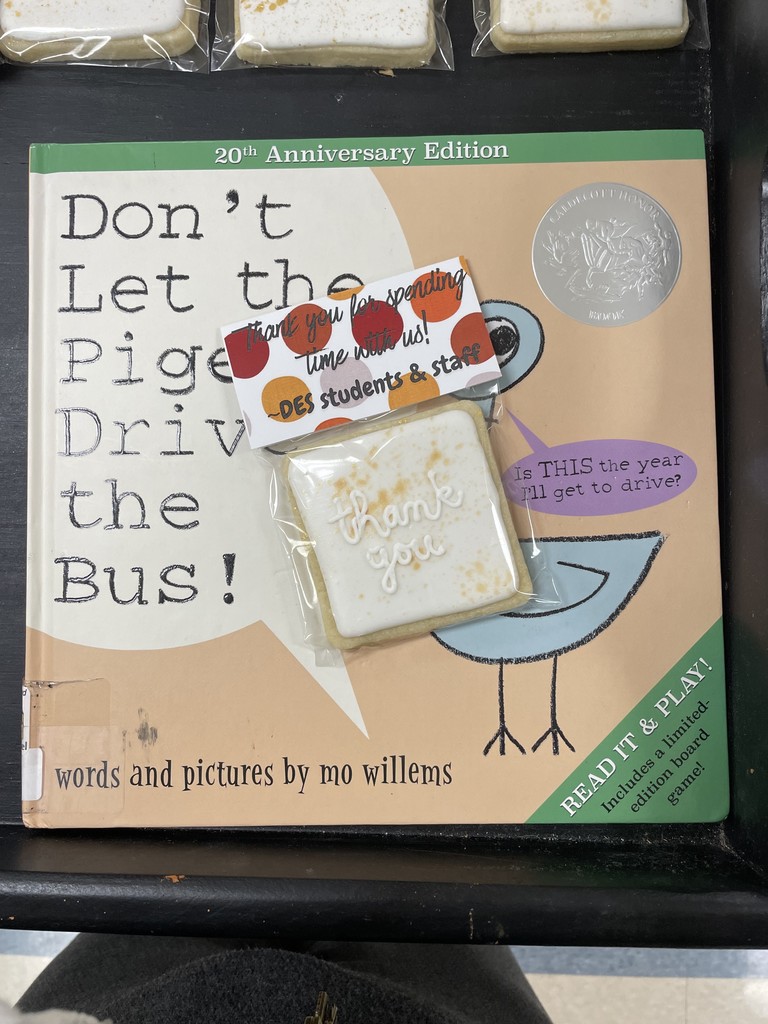 20th Anniversary Edition
Don't
Let the
Pige
Driv
the
Bus!
CALDECOTT HONOR
Thank you for spending
time with us!
~DES students & staff
thank
you
Is THIS the year
I'll get to drive?
READ IT & PLAY!
Includes a limited-
edition board
game!
words and pictures by mo willems